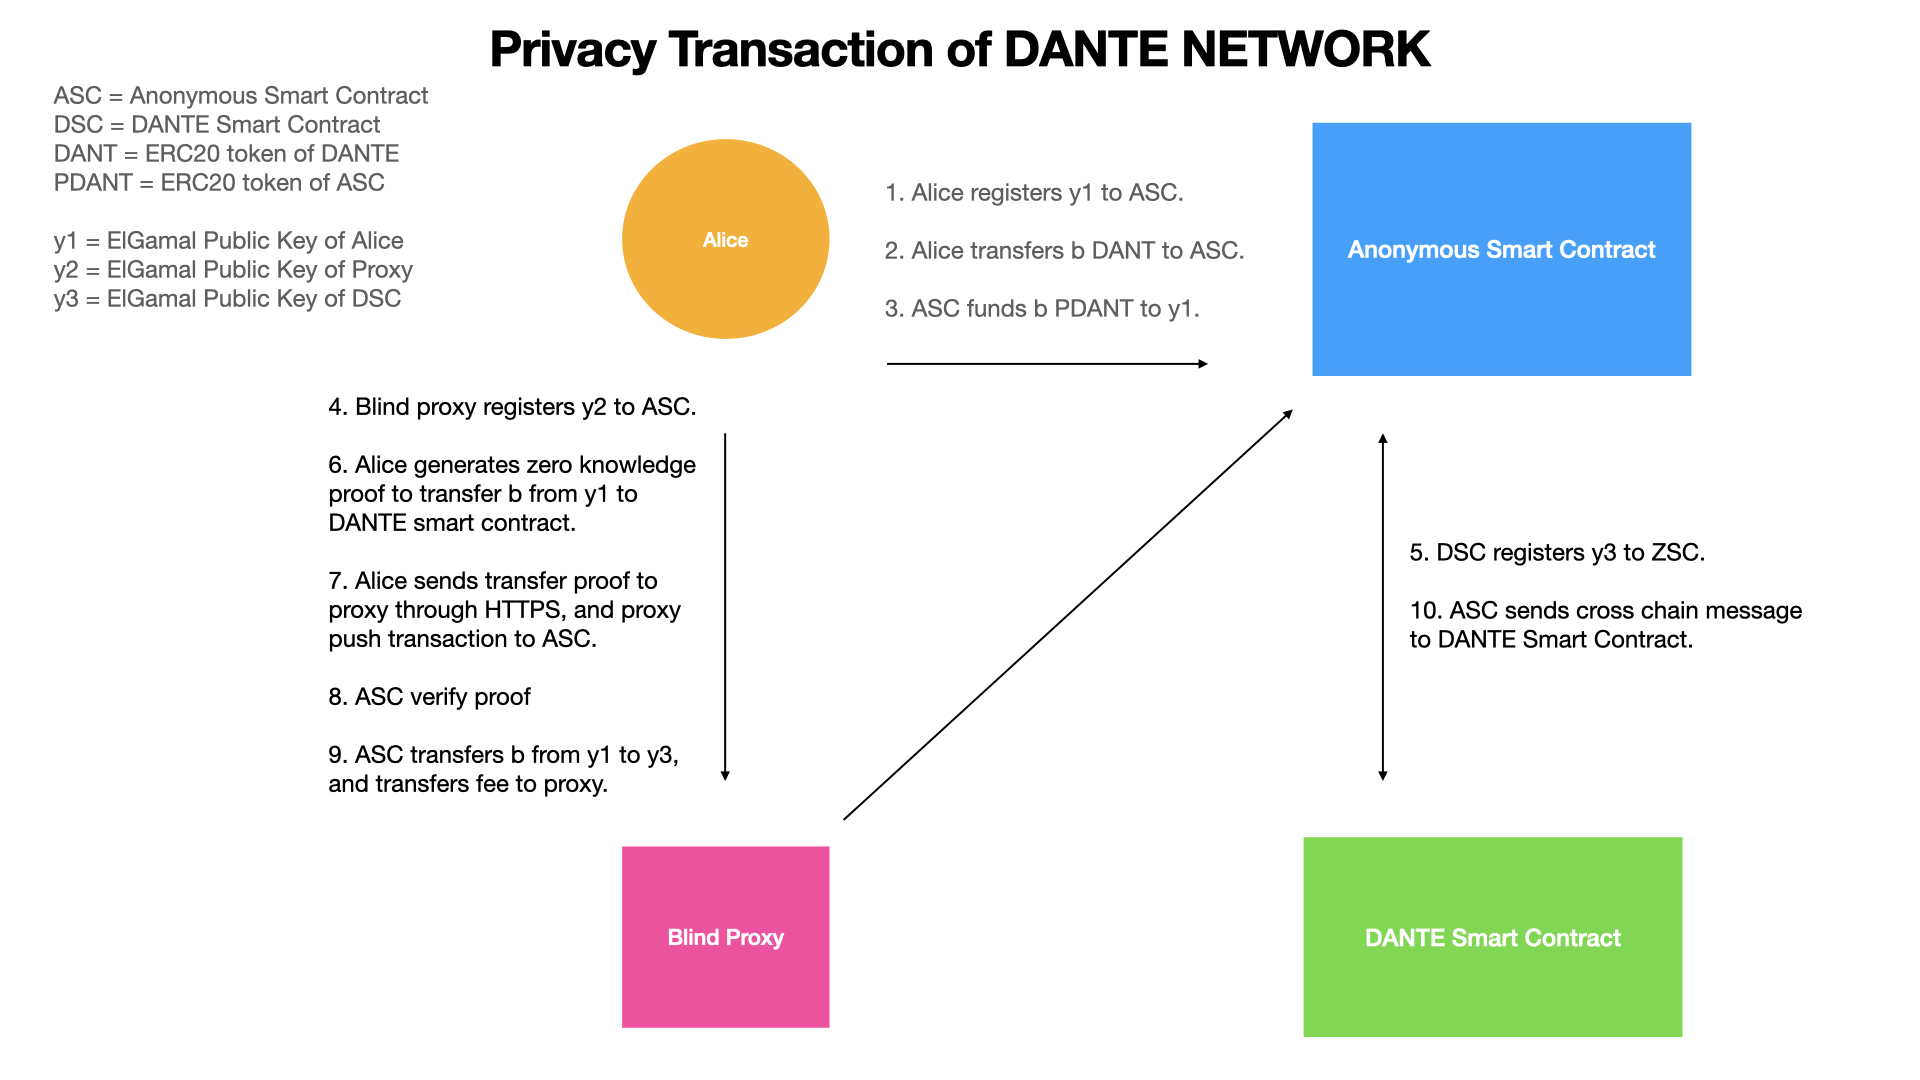 Privacy Transaction of DANTE NETWORK
ASC = Anonymous Smart Contract
DSC = DANTE Smart Contract
DANT = ERC20 token of DANTE
PDANT = ERC20 token of ASC
y1 = ElGamal Public Key of Alice
y2 = ElGamal Public Key of Proxy
y3 = ElGamal Public Key of DSC
Alice
1. Alice registers y1 to ASC.
2. Alice transfers b DANT to ASC.
3. ASC funds b PDANT to y1.
Anonymous Smart Contract
4. Blind proxy registers y2 to ASC.
6. Alice generates zero knowledge
proof to transfer b from y1 to
DANTE smart contract.
7. Alice sends transfer proof to
proxy through HTTPS, and proxy
push transaction to ASC.
8. ASC verify proof
9. ASC transfers b from y1 to y3,
and transfers fee to proxy.
5. DSC registers y3 to ZSC.
10. ASC sends cross chain message
to DANTE Smart Contract.
Blind Proxy
DANTE Smart Contract